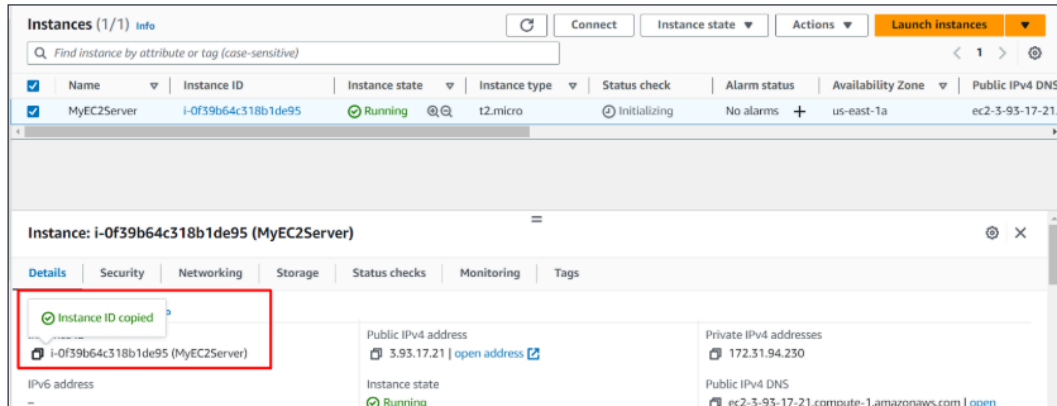 Instances (1/1) Info
Connect
Instance state
Actions
Launch instances
Find instance by attribute or tag (case-sensitive)
1
Name Instance ID Instance state Instance type Status check Alarm status Availability Zone Public IPv4 DNS
MyEC2Server i-0f39b64c318b1de95 Running t2.micro Initializing No alarms + us-east-1a ec2-3-93-17-21.
Instance: i-0f39b64c318b1de95 (MyEC2Server)
Details Security Networking Storage Status checks Monitoring Tags
Instance ID copied
Public IPv4 address Private IPv4 addresses
i-0f39b64c318b1de95 (MyEC2Server) 3.93.17.21 | open address 172.31.94.230
IPv6 address Instance state Public IPv4 DNS
– Running ec2-3-93-17-21.compute-1.amazonaws.com | open